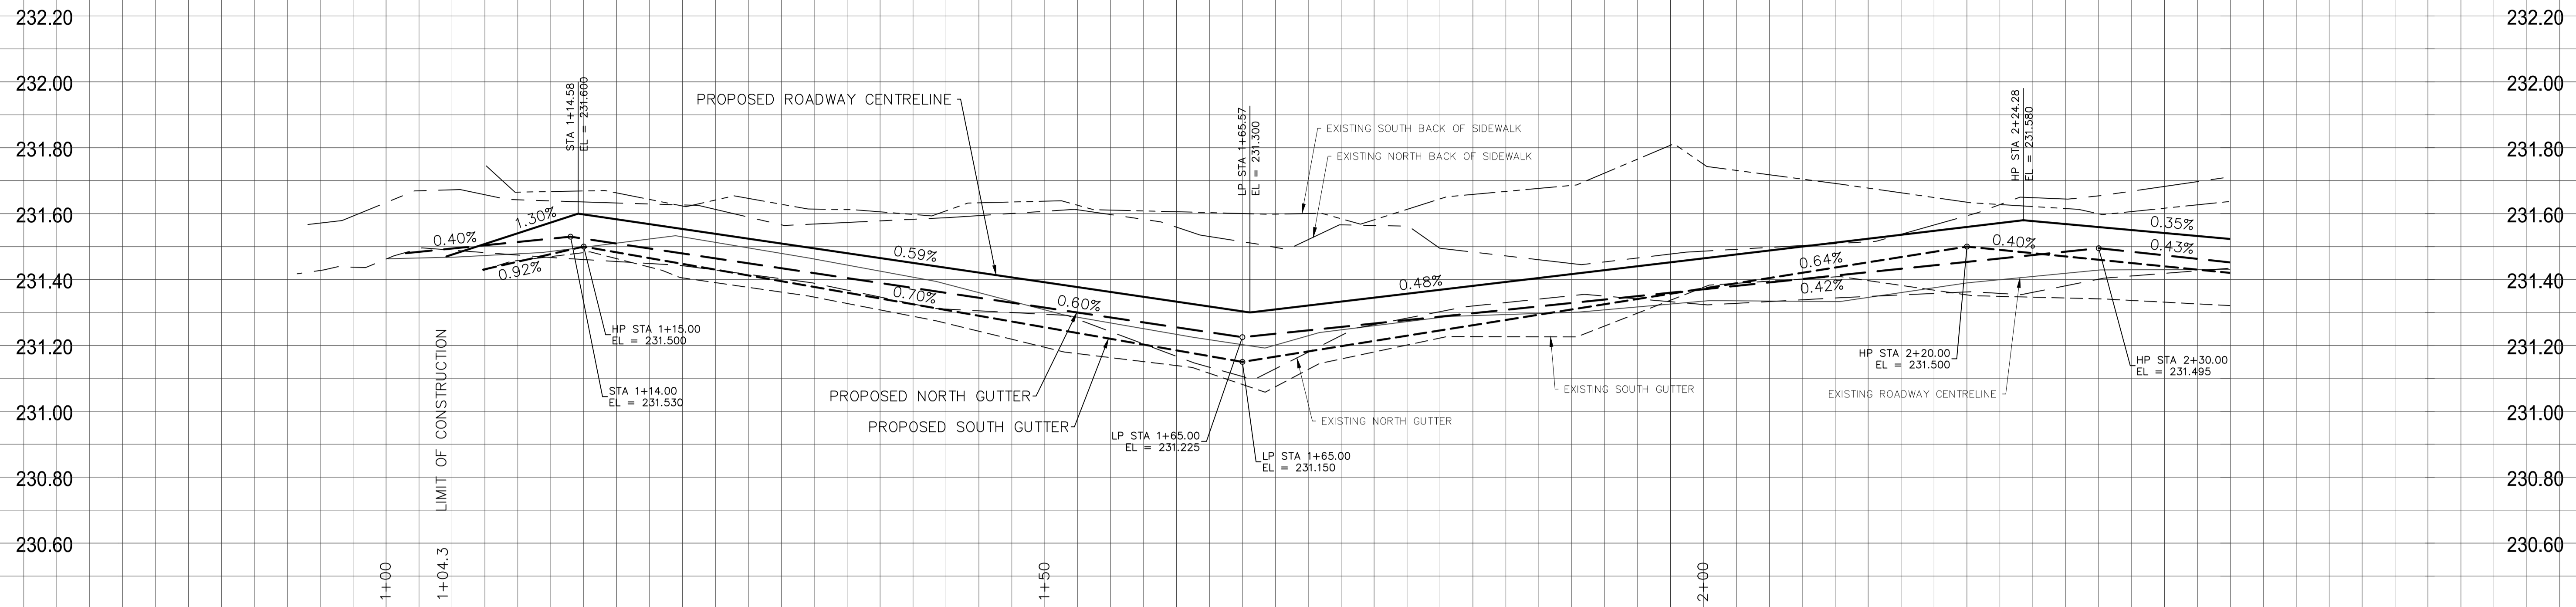 232.20
232.20
232.00
232.00
231.80
231.80
231.60
231.60
231.40
231.40
231.20
231.20
231.00
231.00
230.80
230.80
230.60
230.60
STA 1+14.58
EL = 231.600
PROPOSED ROADWAY CENTRELINE
LP STA 1+65.57
EL = 231.300
EXISTING SOUTH BACK OF SIDEWALK
EXISTING NORTH BACK OF SIDEWALK
HP STA 2+24.28
EL = 231.580
0.40%
1.30%
0.92%
0.59%
0.70%
0.60%
0.48%
0.64%
0.42%
0.40%
0.35%
0.43%
HP STA 1+15.00
EL = 231.500
STA 1+14.00
EL = 231.530
PROPOSED NORTH GUTTER
PROPOSED SOUTH GUTTER
LP STA 1+65.00
EL = 231.225
LP STA 1+65.00
EL = 231.150
EXISTING NORTH GUTTER
EXISTING SOUTH GUTTER
HP STA 2+20.00
EL = 231.500
EXISTING ROADWAY CENTRELINE
HP STA 2+30.00
EL = 231.495
LIMIT OF CONSTRUCTION
1+00
1+04.3
1+50
2+00